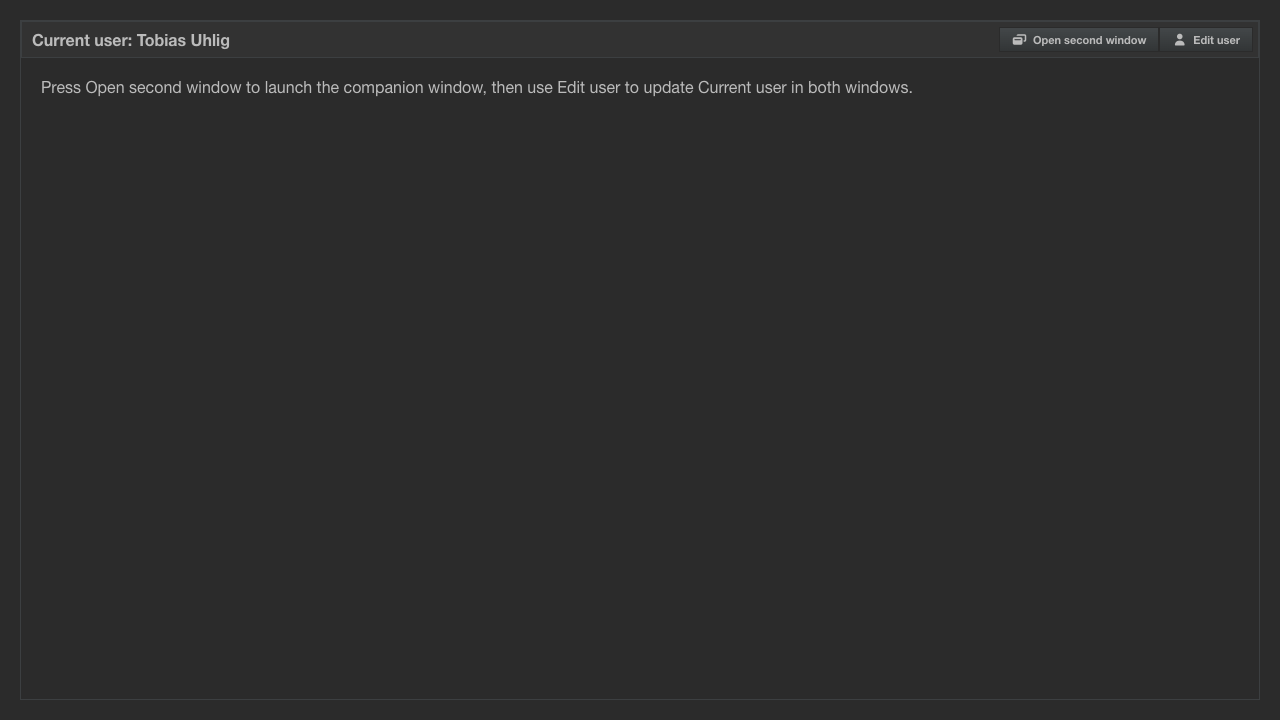 Current user: Tobias Uhlig
Open second window
Edit user
Press Open second window to launch the companion window, then use Edit user to update Current user in both windows.